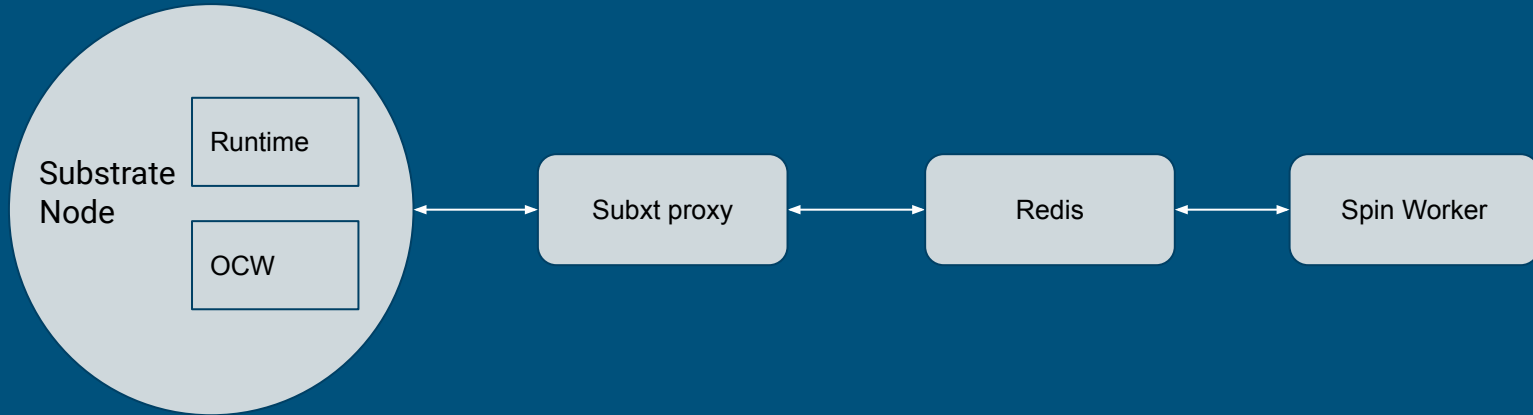 Runtime
Substrate
Node
OCW
Subxt proxy
Redis
Spin Worker